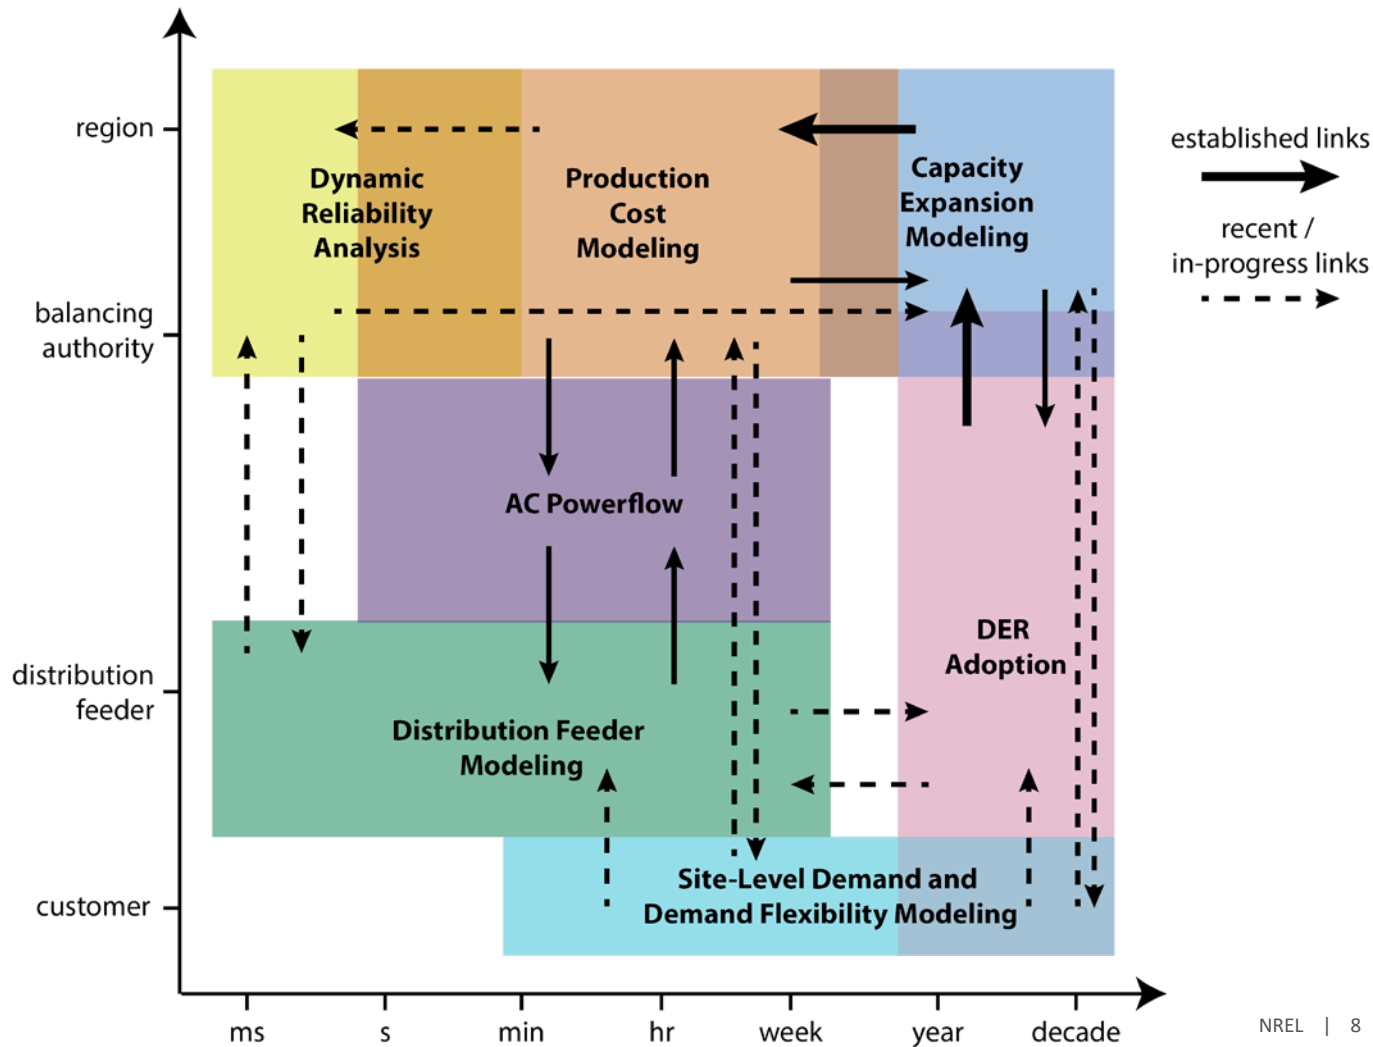 region
balancing
authority
distribution
feeder
customer
Dynamic
Reliability
Analysis
Production
Cost
Modeling
Capacity
Expansion
Modeling
AC Powerflow
DER
Adoption
Distribution Feeder
Modeling
Site-Level Demand and
Demand Flexibility Modeling
established links
recent /
in-progress links
ms
s
min
hr
week
year
decade
NREL | 8